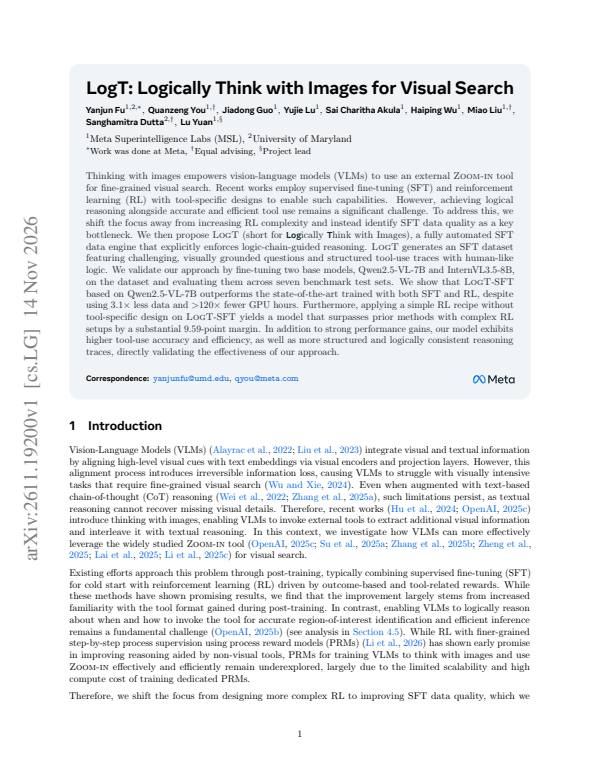 arXiv:2611.19200v1 [cs.LG] 14 Nov 2026
LogT: Logically Think with Images for Visual Search
Yanjun Fu1,2,*, Quanzeng You1,†, Jiadong Guo1, Yujie Lu1, Sai Charitha Akula1, Haiping Wu1, Miao Liu1,†,
Sanghamitra Dutta2,†, Lu Yuan1,§
1Meta Superintelligence Labs (MSL), 2University of Maryland
*Work was done at Meta, †Equal advising, §Project lead
Thinking with images empowers vision-language models (VLMs) to use an external ZOOM-IN tool
for fine-grained visual search. Recent works employ supervised fine-tuning (SFT) and reinforcement
learning (RL) with tool-specific designs to enable such capabilities. However, achieving logical
reasoning alongside accurate and efficient tool use remains a significant challenge. To address this, we
shift the focus away from increasing RL complexity and instead identify SFT data quality as a key
bottleneck. We then propose LOGT (short for Logically Think with Images), a fully automated SFT
data engine that explicitly enforces logic-chain-guided reasoning. LOGT generates an SFT dataset
featuring challenging, visually grounded questions and structured tool-use traces with human-like
logic. We validate our approach by fine-tuning two base models, Qwen2.5-VL-7B and InternVL3.5-8B,
on the dataset and evaluating them across seven benchmark test sets. We show that LOGT-SFT
based on Qwen2.5-VL-7B outperforms the state-of-the-art trained with both SFT and RL, despite
using 3.1× less data and >120× fewer GPU hours. Furthermore, applying a simple RL recipe without
tool-specific design on LOGT-SFT yields a model that surpasses prior methods with complex RL
setups by a substantial 9.59-point margin. In addition to strong performance gains, our model exhibits
higher tool-use accuracy and efficiency, as well as more structured and logically consistent reasoning
traces, directly validating the effectiveness of our approach.
Correspondence: yanjunfu@umd.edu, qyou@meta.com
Meta
1 Introduction
Vision-Language Models (VLMs) (Alayrac et al., 2022; Liu et al., 2023) integrate visual and textual information
by aligning high-level visual cues with text embeddings via visual encoders and projection layers. However, this
alignment process introduces irreversible information loss, causing VLMs to struggle with visually intensive
tasks that require fine-grained visual search (Wu and Xie, 2024). Even when augmented with text-based
chain-of-thought (CoT) reasoning (Wei et al., 2022; Zhang et al., 2025a), such limitations persist, as textual
reasoning cannot recover missing visual details. Therefore, recent works (Hu et al., 2024; OpenAI, 2025c)
introduce thinking with images, enabling VLMs to invoke external tools to extract additional visual information
and interleave it with textual reasoning. In this context, we investigate how VLMs can more effectively
leverage the widely studied ZOOM-IN tool (OpenAI, 2025c; Su et al., 2025a; Zhang et al., 2025b; Zheng et al.,
2025; Lai et al., 2025; Li et al., 2025c) for visual search.
Existing efforts approach this problem through post-training, typically combining supervised fine-tuning (SFT)
for cold start with reinforcement learning (RL) driven by outcome-based and tool-related rewards. While
these methods have shown promising results, we find that the improvement largely stems from increased
familiarity with the tool format gained during post-training. In contrast, enabling VLMs to logically reason
about when and how to invoke the tool for accurate region-of-interest identification and efficient inference
remains a fundamental challenge (OpenAI, 2025b) (see analysis in Section 4.5). While RL with finer-grained
step-by-step process supervision using process reward models (PRMs) (Li et al., 2026) has shown early promise
in improving reasoning aided by non-visual tools, PRMs for training VLMs to think with images and use
ZOOM-IN effectively and efficiently remain underexplored, largely due to the limited scalability and high
compute cost of training dedicated PRMs.
Therefore, we shift the focus from designing more complex RL to improving SFT data quality, which we
1